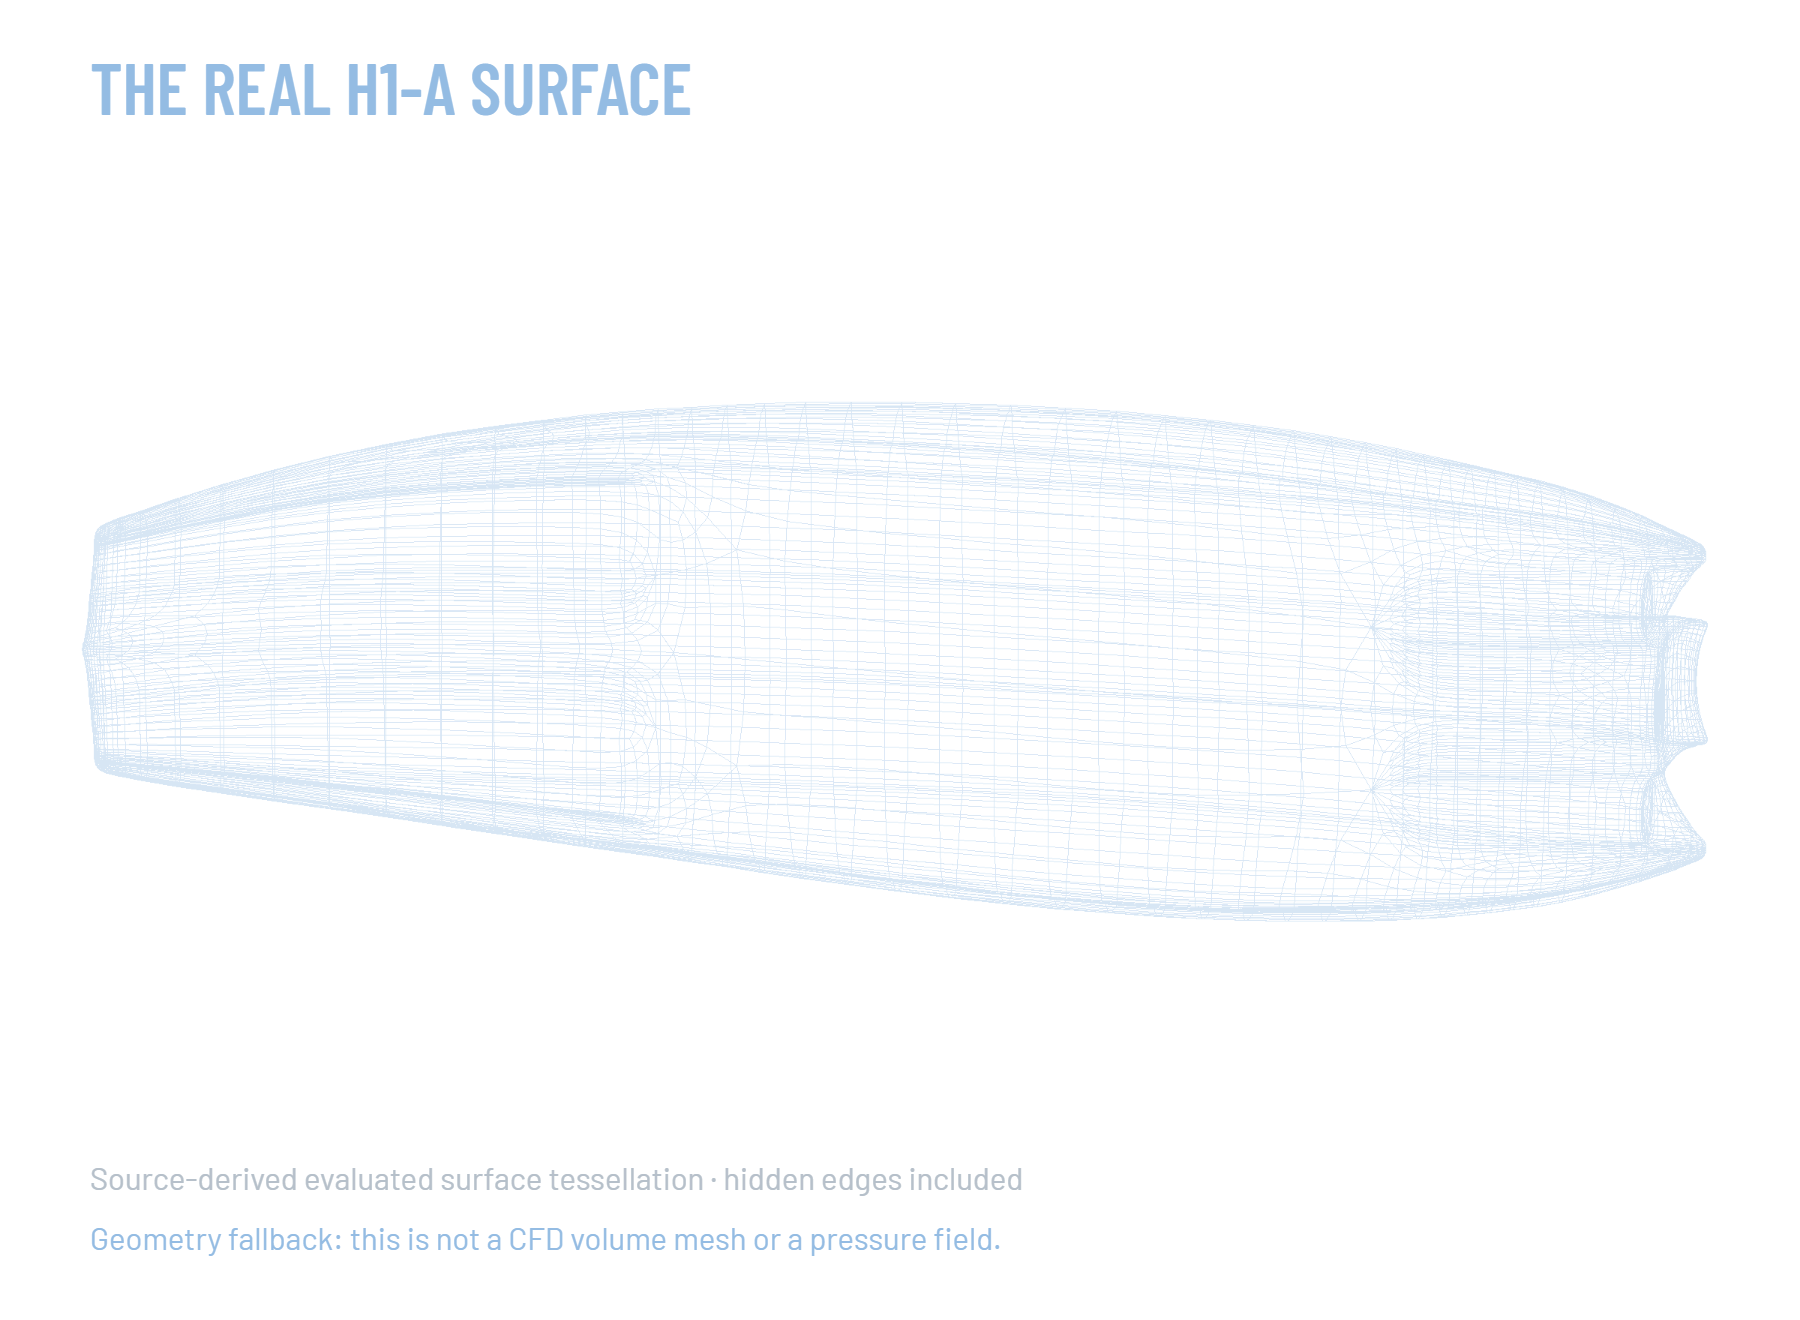 THE REAL H1-A SURFACE
Source-derived evaluated surface tessellation · hidden edges included
Geometry fallback: this is not a CFD volume mesh or a pressure field.